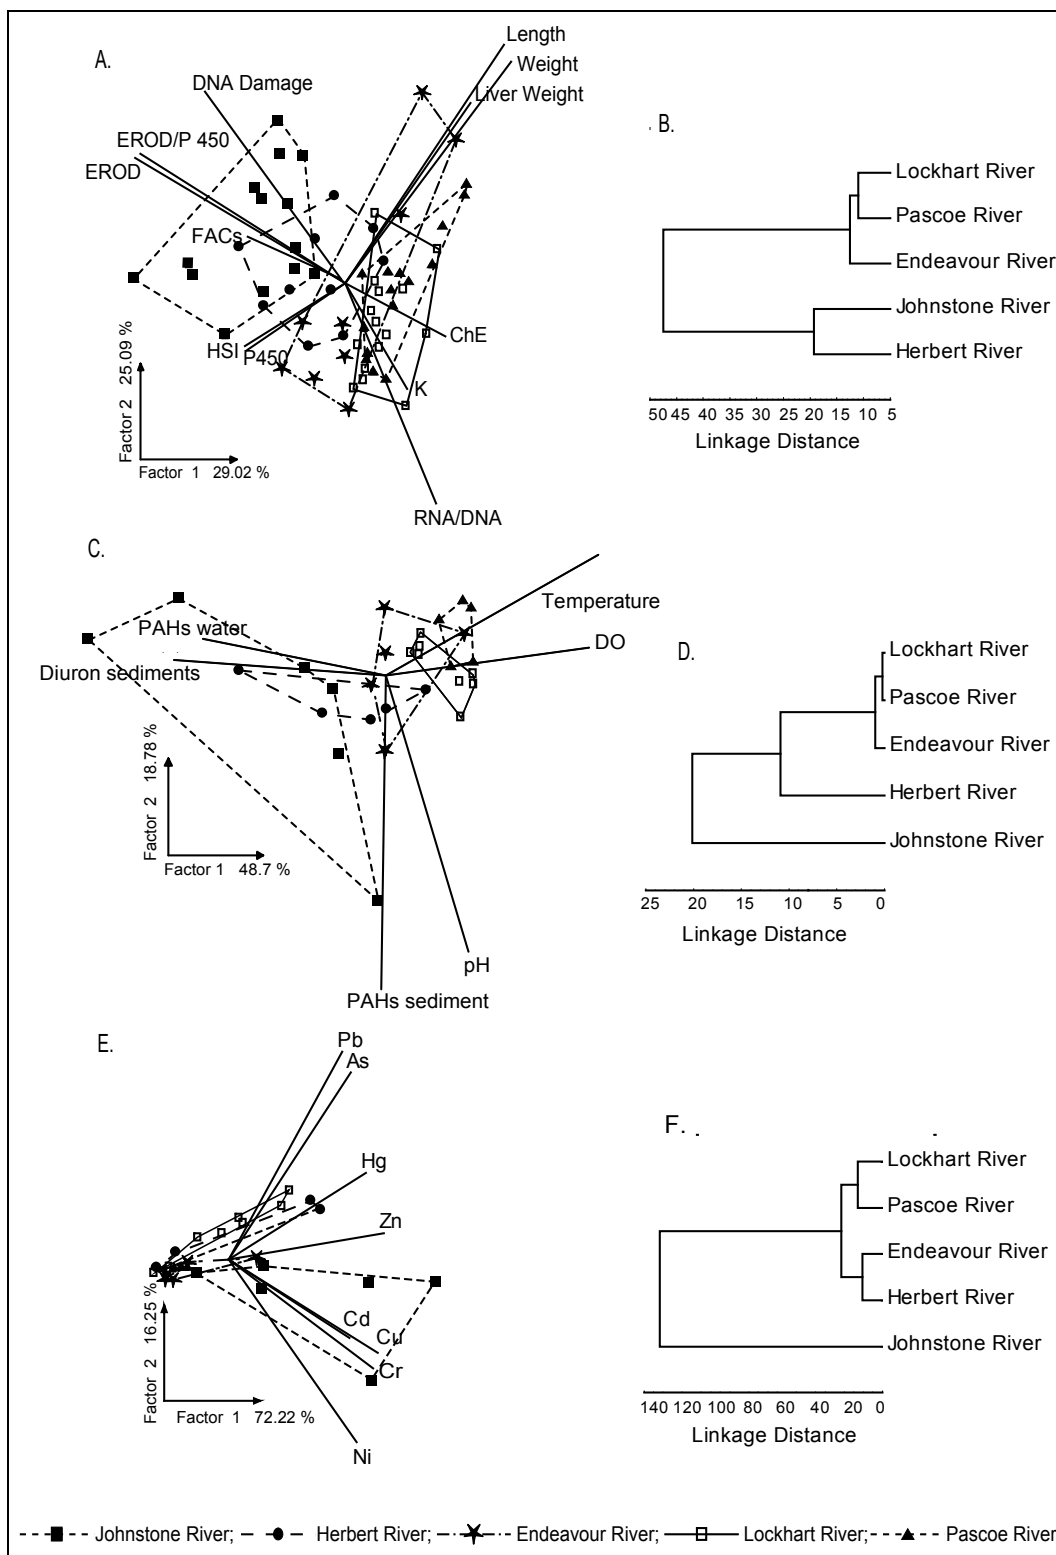 A.
Length
Weight
DNA Damage
Liver Weight
EROD/P 450
EROD
FACs
ChE
HSI
P450
K
RNA/DNA
Factor 2 25.09 %
Factor 1 29.02 %
B.
Lockhart River
Pascoe River
Endeavour River
Johnstone River
Herbert River
50 45 40 35 30 25 20 15 10 5
Linkage Distance
C.
Temperature
PAHs water
DO
Diuron sediments
pH
PAHs sediment
Factor 2 18.78 %
Factor 1 48.7 %
D.
Lockhart River
Pascoe River
Endeavour River
Herbert River
Johnstone River
25 20 15 10 5 0
Linkage Distance
E.
Pb
As
Hg
Zn
Cd
Cu
Cr
Ni
Factor 2 16.25 %
Factor 1 72.22 %
F.
Lockhart River
Pascoe River
Endeavour River
Herbert River
Johnstone River
140 120 100 80 60 40 20 0
Linkage Distance
Johnstone River; Herbert River; Endeavour River; Lockhart River; Pascoe River